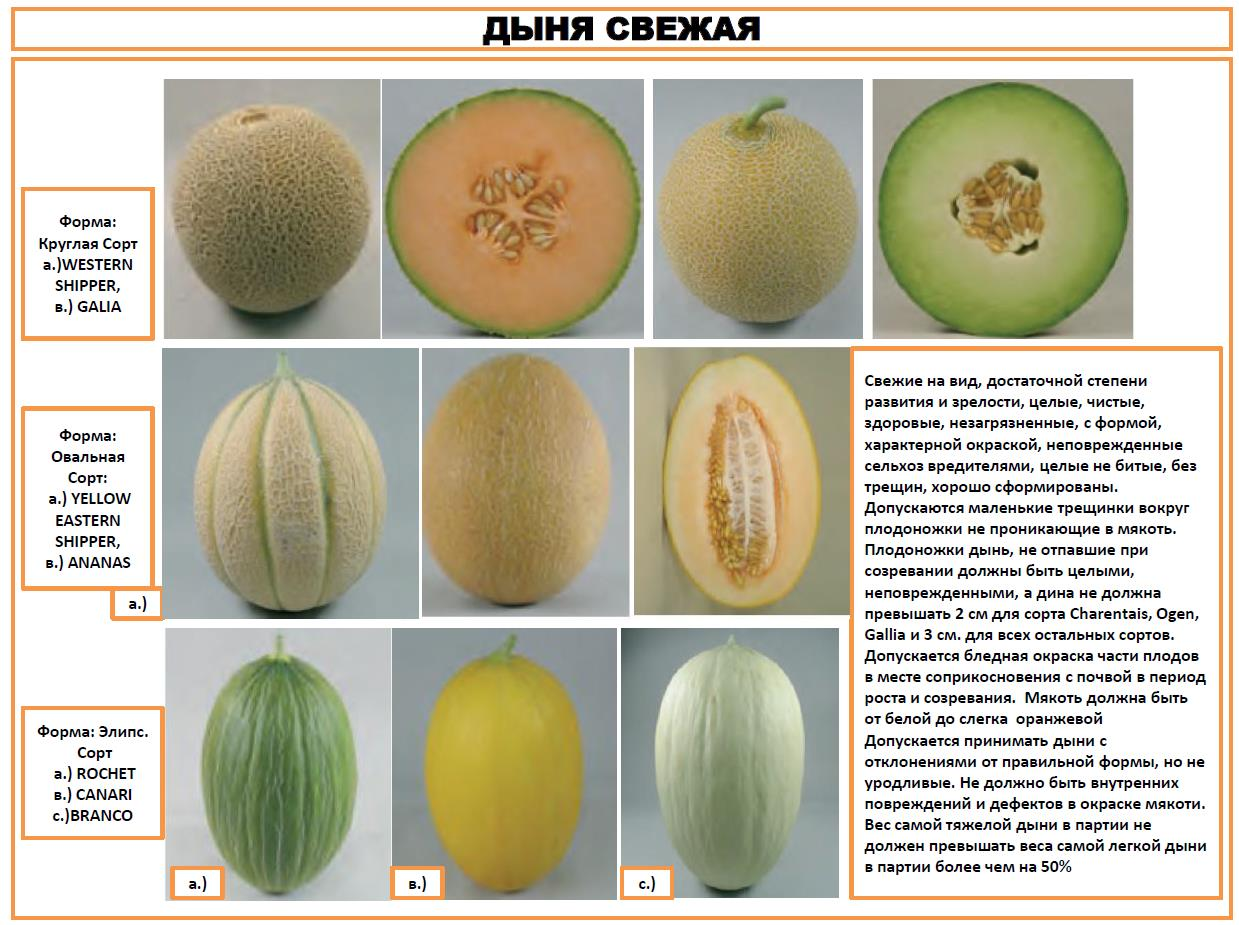 ДЫНЯ СВЕЖАЯ
Форма:
Круглая Сорт
а.)WESTERN
SHIPPER,
в.) GALIA
Форма:
Овальная
Сорт:
а.) YELLOW
EASTERN
SHIPPER,
в.) ANANAS
а.)
Форма: Элипс.
Сорт
а.) ROCHET
в.) CANARI
с.)BRANCO
а.)
в.)
с.)
Свежие на вид, достаточной степени
развития и зрелости, целые, чистые,
здоровые, незагрязненные, с формой,
характерной окраской, неповрежденные
сельхоз вредителями, целые не битые, без
трещин, хорошо сформированы.
Допускаются маленькие трещинки вокруг
плодоножки не проникающие в мякоть.
Плодоножки дынь, не отпавшие при
созревании должны быть целыми,
неповрежденными, а дина не должна
превышать 2 см для сорта Charentais, Ogen,
Gallia и 3 см. для всех остальных сортов.
Допускается бледная окраска части плодов
в месте соприкосновения с почвой в период
роста и созревания. Мякоть должна быть
от белой до слегка оранжевой
Допускается принимать дыни с
отклонениями от правильной формы, но не
уродливые. Не должно быть внутренних
повреждений и дефектов в окраске мякоти.
Вес самой тяжелой дыни в партии не
должен превышать веса самой легкой дыни
в партии более чем на 50%